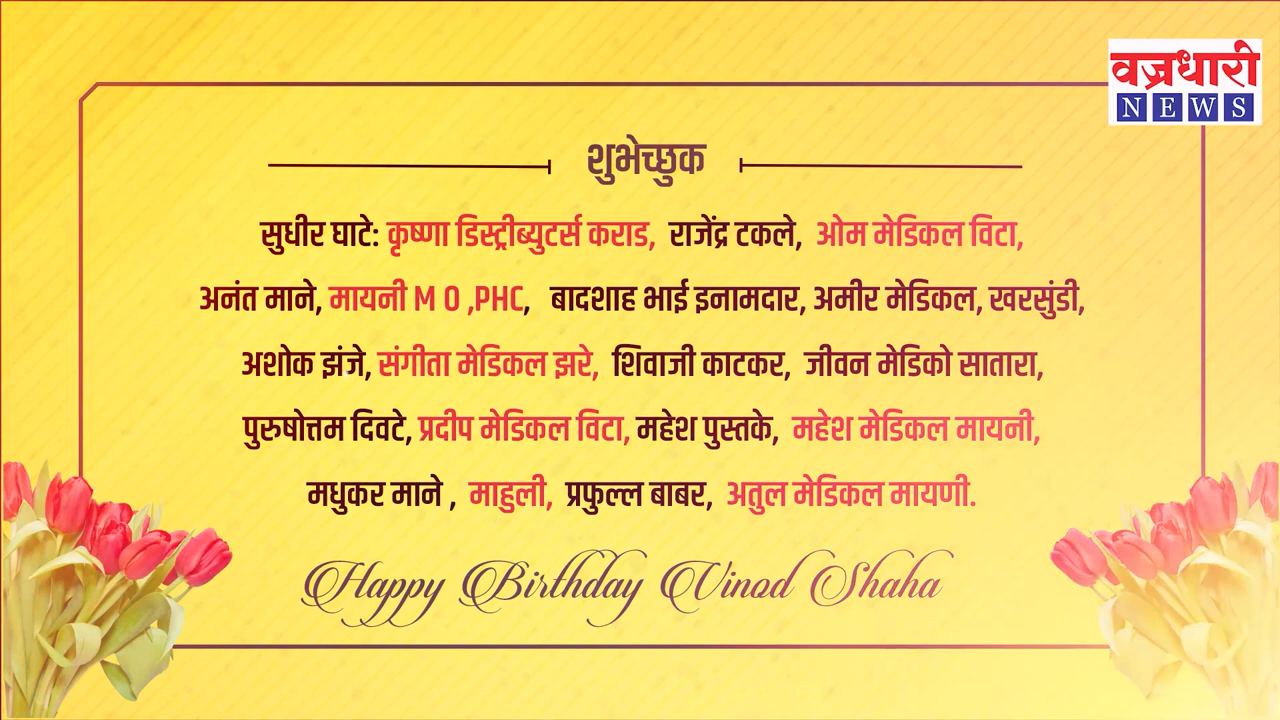 वज्रधारी
NEWS
शुभेच्छुक
सुधीर घाटे: कृष्णा डिस्ट्रीब्युटर्स कराड, राजेंद्र टकले, ओम मेडिकल विटा,
अनंत माने, मायनी M O ,PHC, बादशाह भाई इनामदार, अमीर मेडिकल, खरसुंडी,
अशोक झंजे, संगीता मेडिकल झरे, शिवाजी काटकर, जीवन मेडिको सातारा,
पुरुषोत्तम दिवटे, प्रदीप मेडिकल विटा, महेश पुस्तके, महेश मेडिकल मायनी,
मधुकर माने , माहुली, प्रफुल्ल बाबर, अतुल मेडिकल मायणी.
Happy Birthday Vinod Shaha